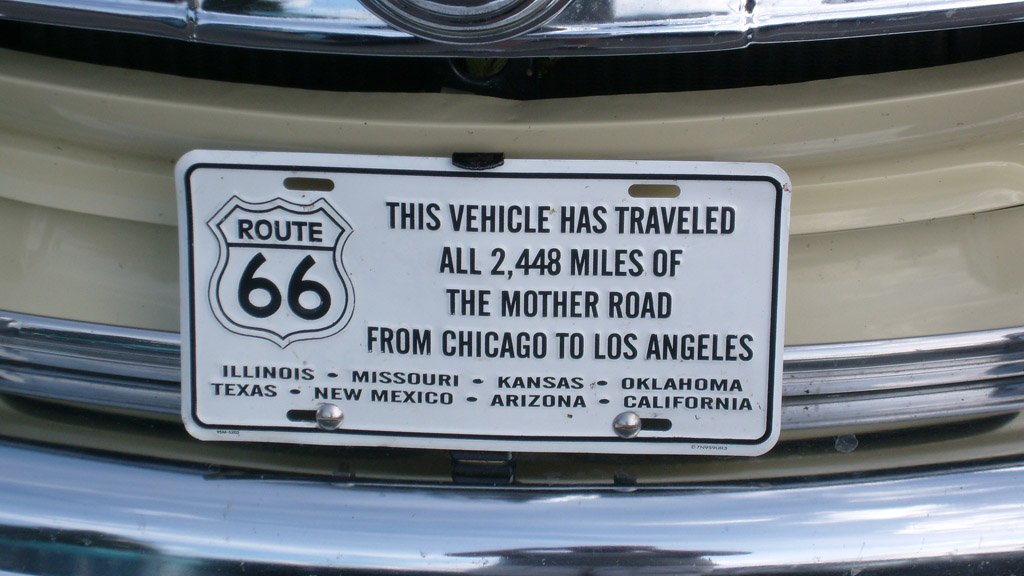 ROUTE
66
THIS VEHICLE HAS TRAVELED
ALL 2,448 MILES OF
THE MOTHER ROAD
FROM CHICAGO TO LOS ANGELES
ILLINOIS • MISSOURI • KANSAS • OKLAHOMA
TEXAS • NEW MEXICO • ARIZONA • CALIFORNIA